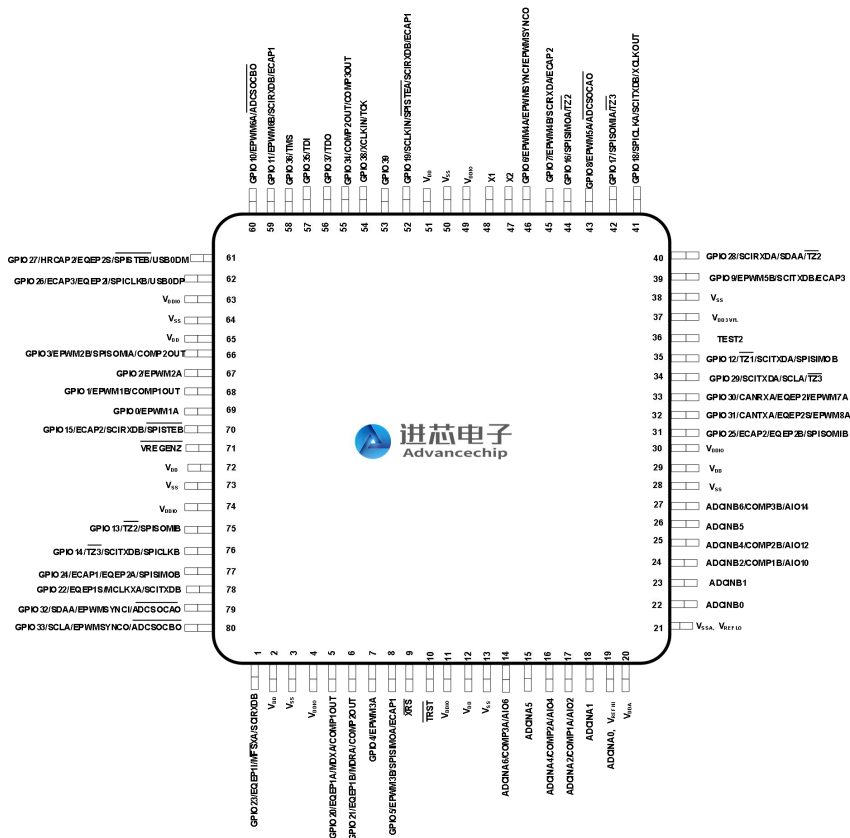 GPIO10/EPWM6A/ADCSOCBO
GPIO11/EPWM6B/SCIRXDB/ECAP1
GPIO36/TMS
GPIO35/TDI
GPIO37/TDO
GPIO34/COMP2OUT/COMP3OUT
GPIO38/XCLKIN/TCK
GPIO39
GPIO19/SCLKIN/SPISTEA/SCIRXDB/ECAP1
VDD
VSS
VDDIO
X1
X2
GPIO6/EPWM4A/EPWMSYNCI/EPWMSYNCO
GPIO7/EPWM4B/SCIRXDA/ECAP2
GPIO16/SPISIMOA/TZ2
GPIO8/EPWM5A/ADCSOCAO
GPIO17/SPISOMIA/TZ3
GPIO18/SPICLKA/SCITXDB/XCLKOUT
60 59 58 57 56 55 54 53 52 51 50 49 48 47 46 45 44 43 42 41
GPIO27/HRCAP2/EQEP2S/SPISTEB/USB0DM 61
GPIO26/ECAP3/EQEP2I/SPICLKB/USB0DP 62
VDDIO 63
VSS 64
VDD 65
GPIO3/EPWM2B/SPISOMIA/COMP2OUT 66
GPIO2/EPWM2A 67
GPIO1/EPWM1B/COMP1OUT 68
GPIO0/EPWM1A 69
GPIO15/ECAP2/SCIRXDB/SPISTEB 70
VREGENZ 71
VDD 72
VSS 73
VDDIO 74
GPIO13/TZ2/SPISOMIB 75
GPIO14/TZ3/SCITXDB/SPICLKB 76
GPIO24/ECAP1/EQEP2A/SPISIMOB 77
GPIO22/EQEP1S/MCLKXA/SCITXDB 78
GPIO32/SDAA/EPWMSYNCI/ADCSOCAO 79
GPIO33/SCLA/EPWMSYNCO/ADCSOCBO 80
进芯电子
Advancechip
40 GPIO28/SCIRXDA/SDAA/TZ2
39 GPIO9/EPWM5B/SCITXDB/ECAP3
38 VSS
37 VDD3VFL
36 TEST2
35 GPIO12/TZ1/SCITXDA/SPISIMOB
34 GPIO29/SCITXDA/SCLA/TZ3
33 GPIO30/CANRXA/EQEP2I/EPWM7A
32 GPIO31/CANTXA/EQEP2S/EPWM8A
31 GPIO25/ECAP2/EQEP2B/SPISOMIB
30 VDDIO
29 VDD
28 VSS
27 ADCINB6/COMP3B/AIO14
26 ADCINB5
25 ADCINB4/COMP2B/AIO12
24 ADCINB2/COMP1B/AIO10
23 ADCINB1
22 ADCINB0
21 VSSA, VREFLO
1 2 3 4 5 6 7 8 9 10 11 12 13 14 15 16 17 18 19 20
GPIO23/EQEP1I/MFSXA/SCIRXDB
VDD
VSS
VDDIO
GPIO20/EQEP1A/MDXA/COMP1OUT
GPIO21/EQEP1B/MDRA/COMP2OUT
GPIO4/EPWM3A
GPIO5/EPWM3B/SPISIMOA/ECAP1
XRS
TRST
VDDIO
VDD
VSS
ADCINA6/COMP3A/AIO6
ADCINA5
ADCINA4/COMP2A/AIO4
ADCINA2/COMP1A/AIO2
ADCINA1
ADCINA0, VREFHI
VDDA